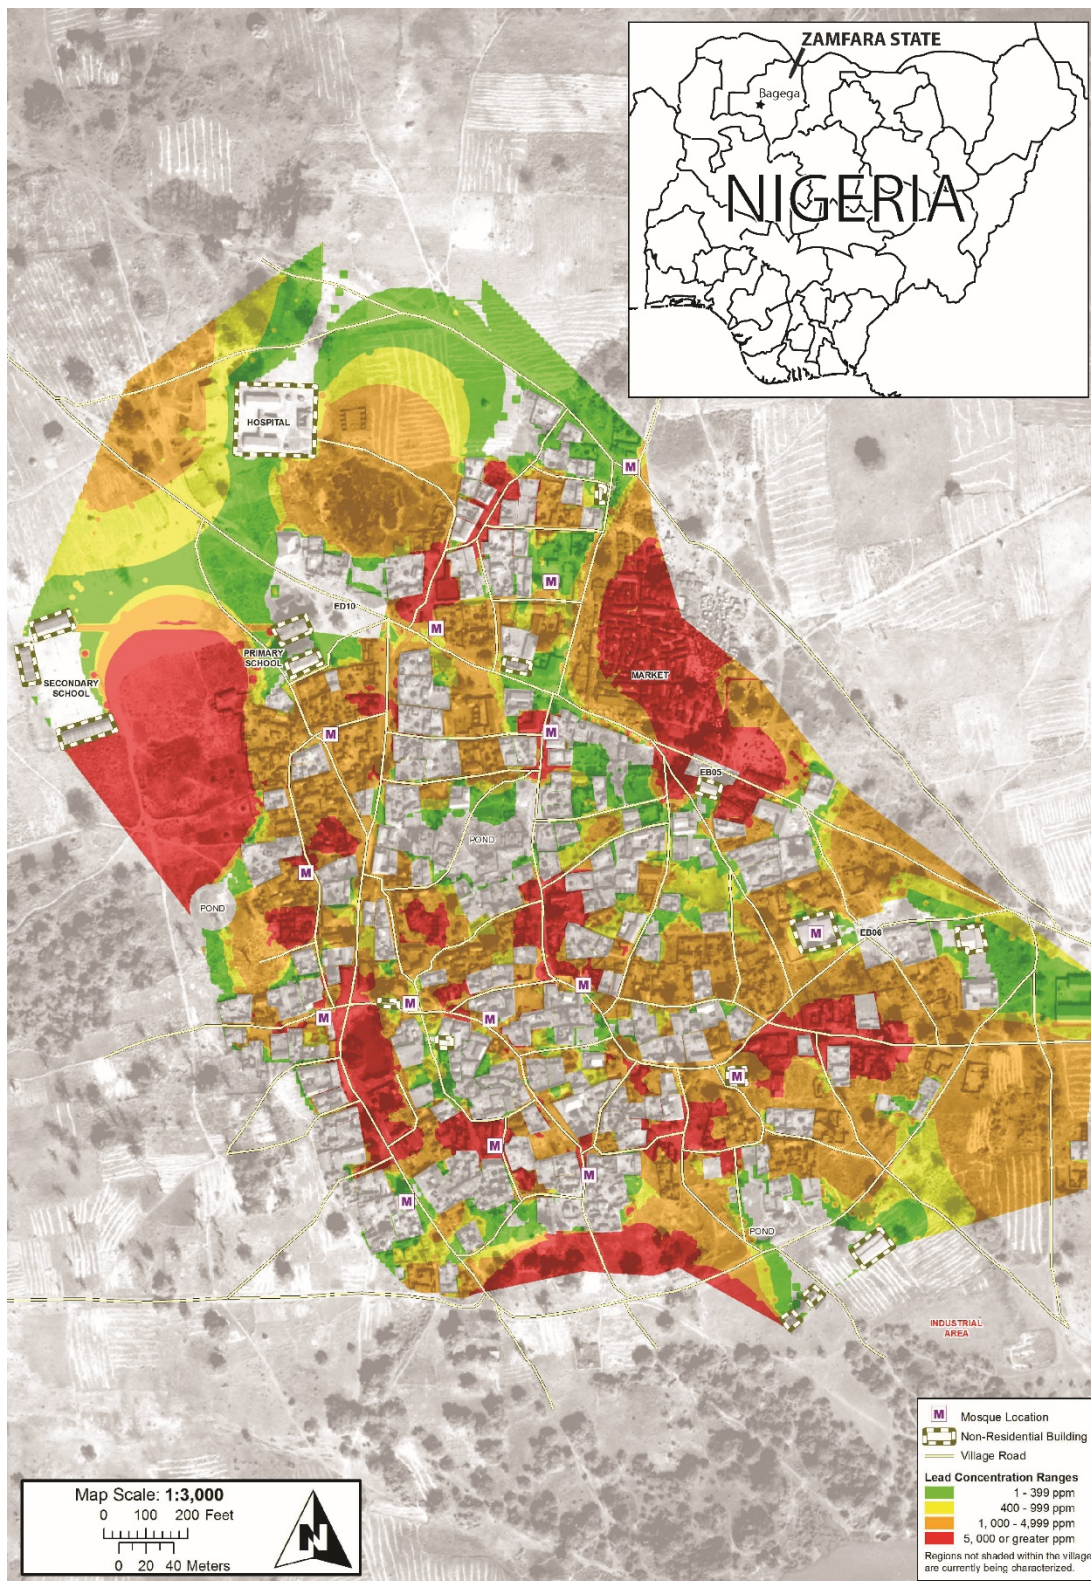 ZAMFARA STATE
Bagega
NIGERIA
HOSPITAL
M
M
ED10
M
PRIMARY
SCHOOL
SECONDARY
SCHOOL
MARKET
M
M
EB05
POND
M
POND
M
EB06
M
M
M
M
M
M
M
M
POND
INDUSTRIAL
AREA
M Mosque Location
Non-Residential Building
Village Road
Lead Concentration Ranges
1 - 399 ppm
400 - 999 ppm
1, 000 - 4,999 ppm
5, 000 or greater ppm
Regions not shaded within the village
are currently being characterized.
Map Scale: 1:3,000
0 100 200 Feet
0 20 40 Meters
N